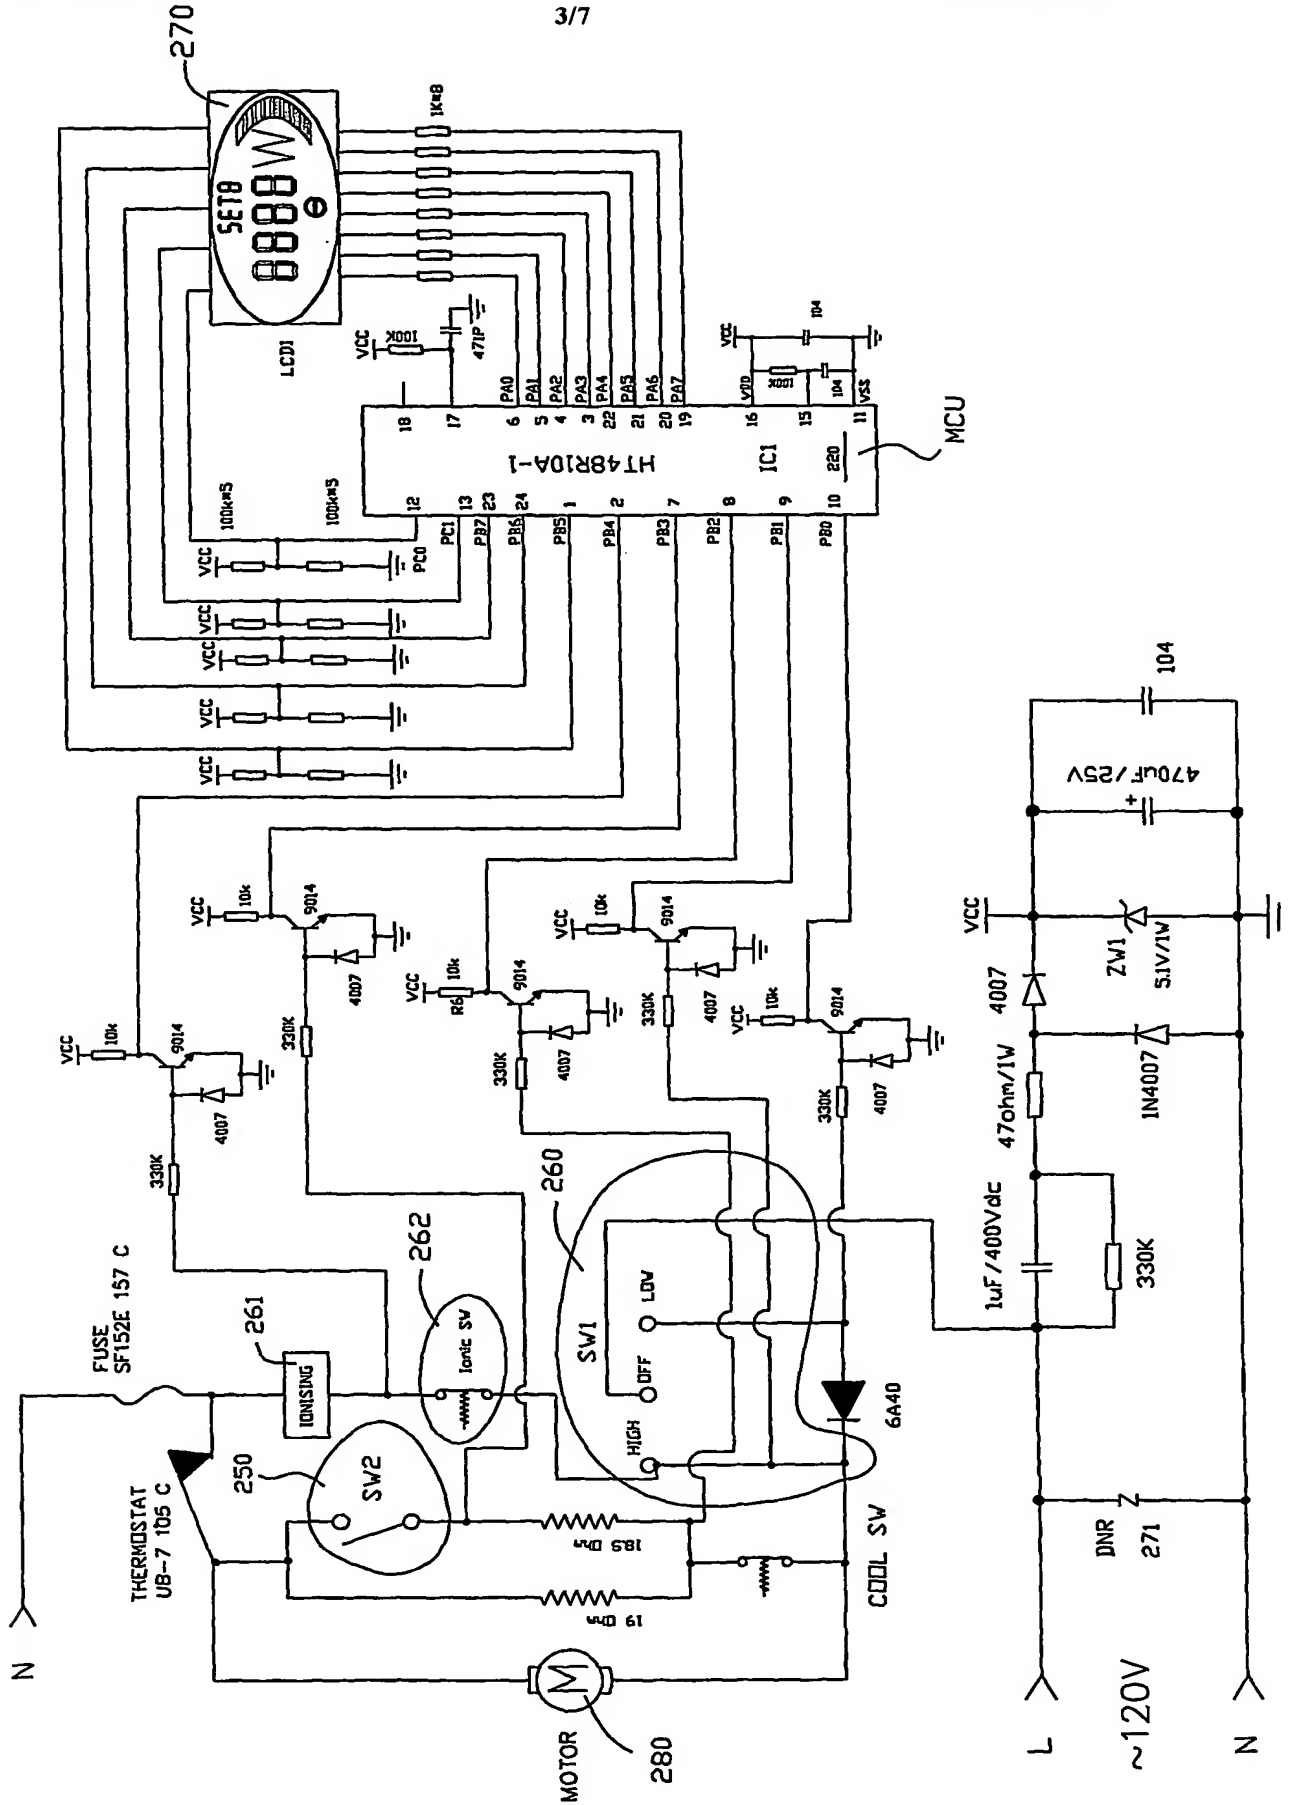 3/7
270
SET8
LCD1
1K*8
VCC
100K
471P
VCC
104
100K
104
18
17
6 PA0
5 PA1
4 PA2
3 PA3
22 PA4
21 PA5
20 PA6
19 PA7
16 VDD
15
11 VSS
HT48R10A-1
IC1
220
MCU
12 PC0
13 PC1
23 PB7
24 PB6
1 PB5
2 PB4
7 PB3
8 PB2
9 PB1
10 PB0
100k*5
100k*5
VCC
VCC
VCC
VCC
VCC
VCC
10k
9014
4007
330K
VCC
10k
9014
4007
330K
VCC
R6
10k
9014
4007
330K
VCC
10k
9014
4007
330K
VCC
10k
9014
4007
330K
N
FUSE
SF152E 157 C
THERMOSTAT
UB-7 105 C
261
IONISING
262
Ionic SW
250
SW2
260
SW1
HIGH
OFF
LOW
18.5 Ohm
19 Ohm
6A40
COOL SW
MOTOR
M
280
L
~120V
N
DNR
271
1uF/400Vdc
330K
47ohm/1W
1N4007
4007
VCC
ZW1
5.1V/1W
+
470uF/25V
104